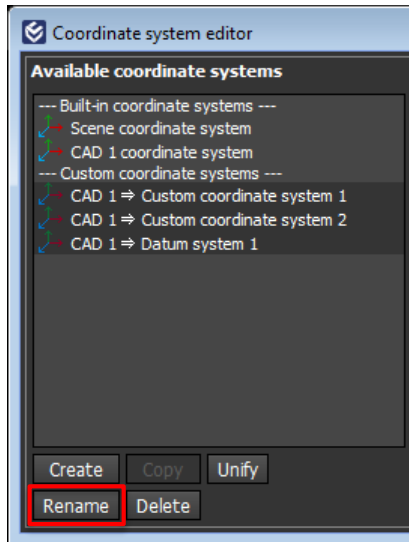 Coordinate system editor
Available coordinate systems
--- Built-in coordinate systems ---
Scene coordinate system
CAD 1 coordinate system
--- Custom coordinate systems ---
CAD 1 ⇒ Custom coordinate system 1
CAD 1 ⇒ Custom coordinate system 2
CAD 1 ⇒ Datum system 1
Create Copy Unify
Rename Delete